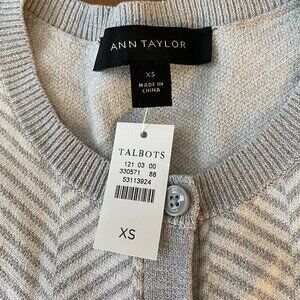 ANN TAYLOR
XS
MADE IN
CHINA
TALBOTS
121 03 00
330571 88
53113924
XS